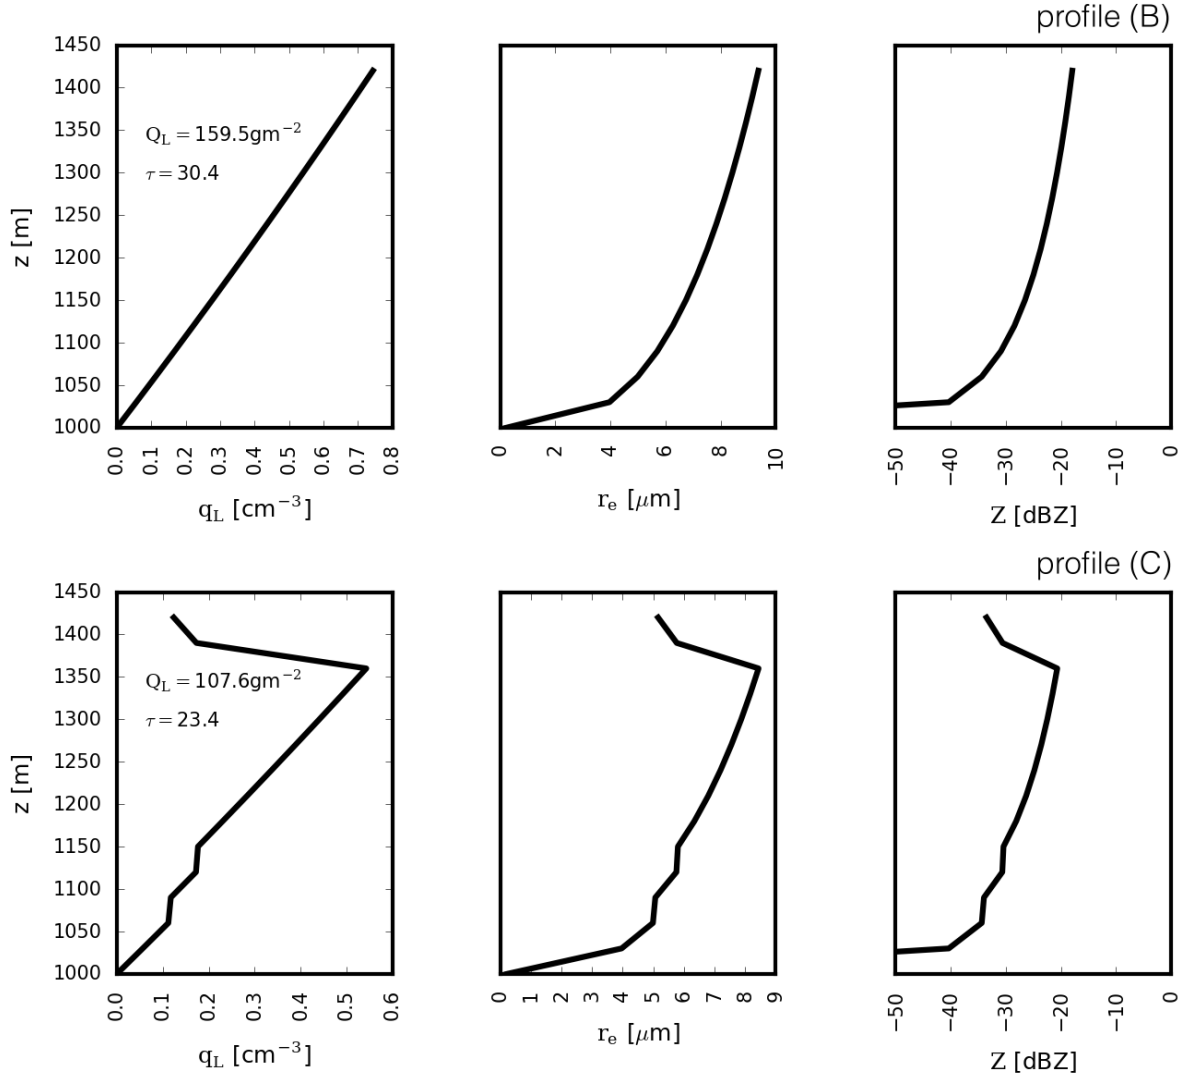 profile (B)
1450
1400
1350
1300
1250
1200
1150
1100
1050
1000
z [m]
Q_L = 159.5gm⁻²
τ = 30.4
0.0 0.1 0.2 0.3 0.4 0.5 0.6 0.7 0.8
q_L [cm⁻³]
0 2 4 6 8 10
r_e [μm]
−50 −40 −30 −20 −10 0
Z [dBZ]
profile (C)
1450
1400
1350
1300
1250
1200
1150
1100
1050
1000
z [m]
Q_L = 107.6gm⁻²
τ = 23.4
0.0 0.1 0.2 0.3 0.4 0.5 0.6
q_L [cm⁻³]
0 1 2 3 4 5 6 7 8 9
r_e [μm]
−50 −40 −30 −20 −10 0
Z [dBZ]